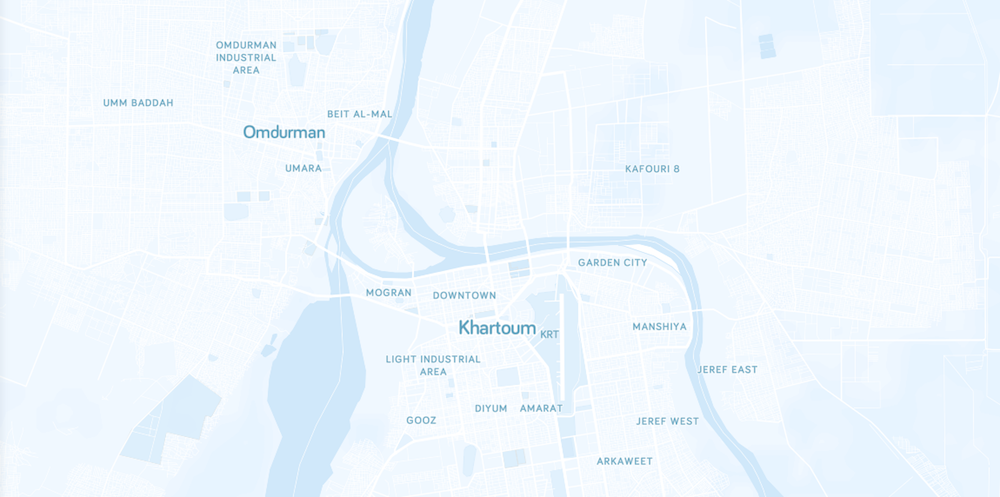 OMDURMAN
INDUSTRIAL
AREA
UMM BADDAH
BEIT AL-MAL
Omdurman
UMARA
KAFOURI 8
GARDEN CITY
MOGRAN
DOWNTOWN
Khartoum
KRT
MANSHIYA
LIGHT INDUSTRIAL
AREA
JEREF EAST
DIYUM
AMARAT
GOOZ
JEREF WEST
ARKAWEET